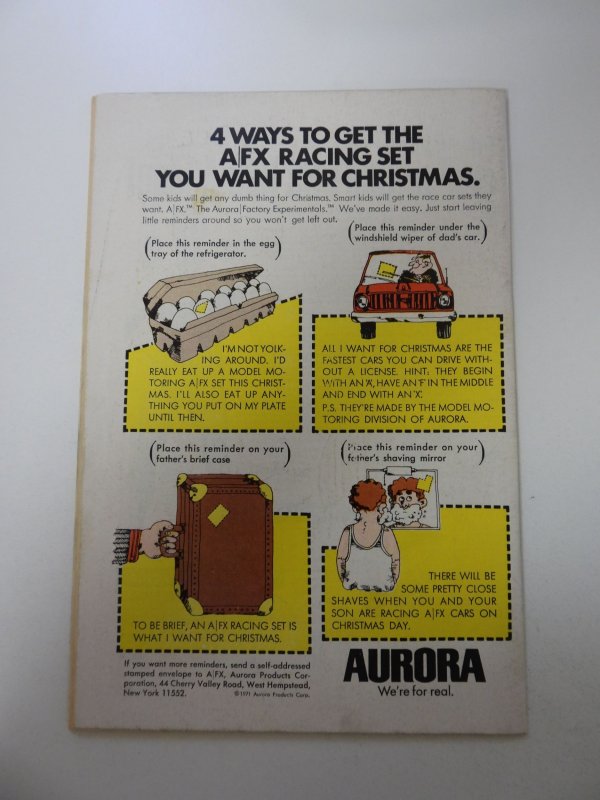 4 WAYS TO GET THE
A|FX RACING SET
YOU WANT FOR CHRISTMAS.
Some kids will get any dumb thing for Christmas. Smart kids will get the race car sets they
want. A|FX.™ The Aurora|Factory Experimentals.™ We've made it easy. Just start leaving
little reminders around so you won't get left out.
(Place this reminder in the egg
tray of the refrigerator.)
I'M NOT YOLK-
ING AROUND. I'D
REALLY EAT UP A MODEL MO-
TORING A|FX SET THIS CHRIST-
MAS. I'LL ALSO EAT UP ANY-
THING YOU PUT ON MY PLATE
UNTIL THEN.
(Place this reminder under the
windshield wiper of dad's car.)
ALL I WANT FOR CHRISTMAS ARE THE
FASTEST CARS YOU CAN DRIVE WITH-
OUT A LICENSE. HINT: THEY BEGIN
WITH AN 'A', HAVE AN 'F' IN THE MIDDLE
AND END WITH AN 'X'.
P.S. THEY'RE MADE BY THE MODEL MO-
TORING DIVISION OF AURORA.
(Place this reminder on your
father's brief case)
TO BE BRIEF, AN A|FX RACING SET IS
WHAT I WANT FOR CHRISTMAS.
(Place this reminder on your
father's shaving mirror)
THERE WILL BE
SOME PRETTY CLOSE
SHAVES WHEN YOU AND YOUR
SON ARE RACING A|FX CARS ON
CHRISTMAS DAY.
If you want more reminders, send a self-addressed
stamped envelope to A|FX, Aurora Products Cor-
poration, 44 Cherry Valley Road, West Hempstead,
New York 11552. ©1971 Aurora Products Corp.
AURORA
We're for real.